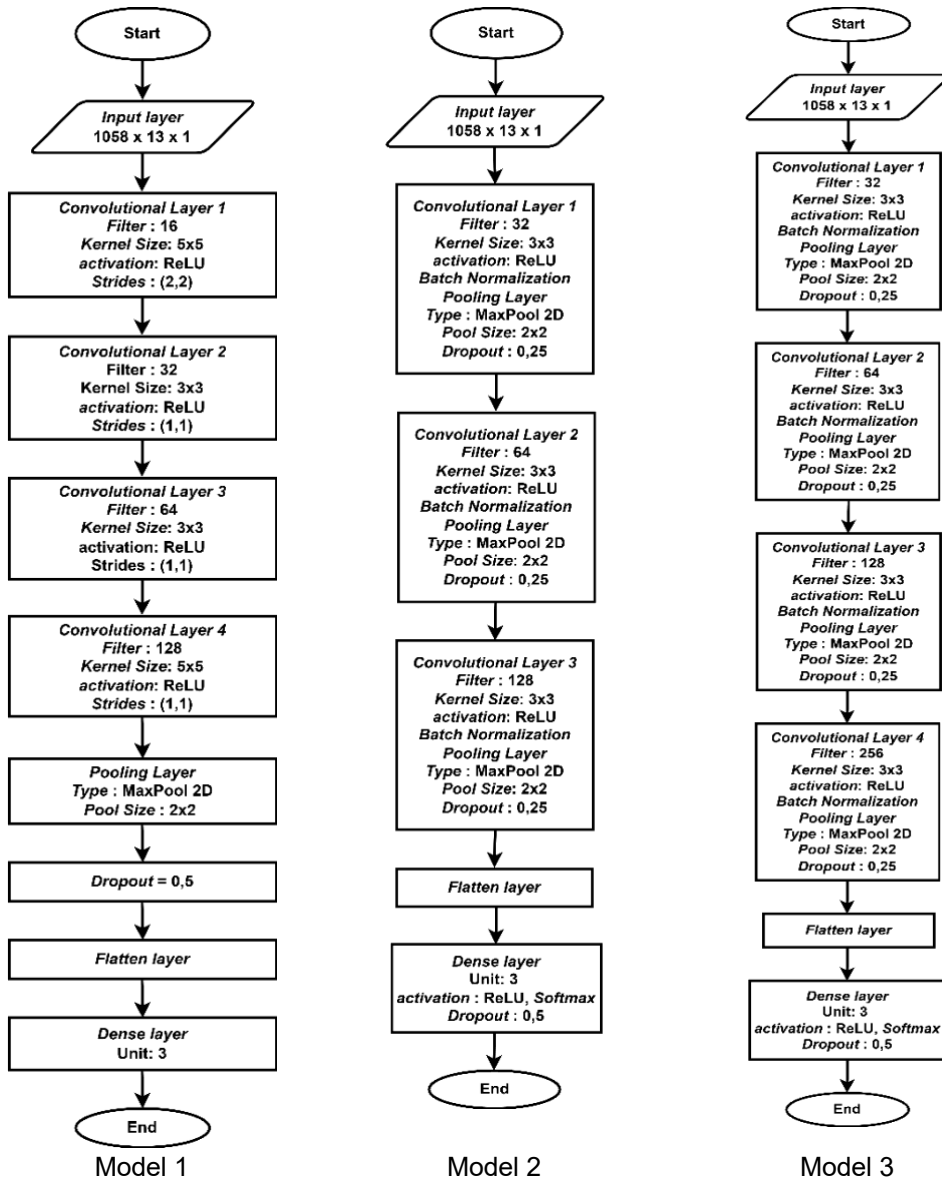 Start
Input layer
1058 x 13 x 1
Convolutional Layer 1
Filter : 16
Kernel Size: 5x5
activation: ReLU
Strides : (2,2)
Convolutional Layer 2
Filter : 32
Kernel Size: 3x3
activation: ReLU
Strides : (1,1)
Convolutional Layer 3
Filter : 64
Kernel Size: 3x3
activation: ReLU
Strides : (1,1)
Convolutional Layer 4
Filter : 128
Kernel Size: 5x5
activation: ReLU
Strides : (1,1)
Pooling Layer
Type : MaxPool 2D
Pool Size : 2x2
Dropout = 0,5
Flatten layer
Dense layer
Unit: 3
End
Model 1
Start
Input layer
1058 x 13 x 1
Convolutional Layer 1
Filter : 32
Kernel Size: 3x3
activation: ReLU
Batch Normalization
Pooling Layer
Type : MaxPool 2D
Pool Size: 2x2
Dropout : 0,25
Convolutional Layer 2
Filter : 64
Kernel Size: 3x3
activation: ReLU
Batch Normalization
Pooling Layer
Type : MaxPool 2D
Pool Size: 2x2
Dropout : 0,25
Convolutional Layer 3
Filter : 128
Kernel Size: 3x3
activation: ReLU
Batch Normalization
Pooling Layer
Type : MaxPool 2D
Pool Size: 2x2
Dropout : 0,25
Flatten layer
Dense layer
Unit: 3
activation : ReLU, Softmax
Dropout : 0,5
End
Model 2
Start
Input layer
1058 x 13 x 1
Convolutional Layer 1
Filter : 32
Kernel Size: 3x3
activation: ReLU
Batch Normalization
Pooling Layer
Type : MaxPool 2D
Pool Size: 2x2
Dropout : 0,25
Convolutional Layer 2
Filter : 64
Kernel Size: 3x3
activation: ReLU
Batch Normalization
Pooling Layer
Type : MaxPool 2D
Pool Size: 2x2
Dropout : 0,25
Convolutional Layer 3
Filter : 128
Kernel Size: 3x3
activation: ReLU
Batch Normalization
Pooling Layer
Type : MaxPool 2D
Pool Size: 2x2
Dropout : 0,25
Convolutional Layer 4
Filter : 256
Kernel Size: 3x3
activation: ReLU
Batch Normalization
Pooling Layer
Type : MaxPool 2D
Pool Size: 2x2
Dropout : 0,25
Flatten layer
Dense layer
Unit: 3
activation : ReLU, Softmax
Dropout : 0,5
End
Model 3